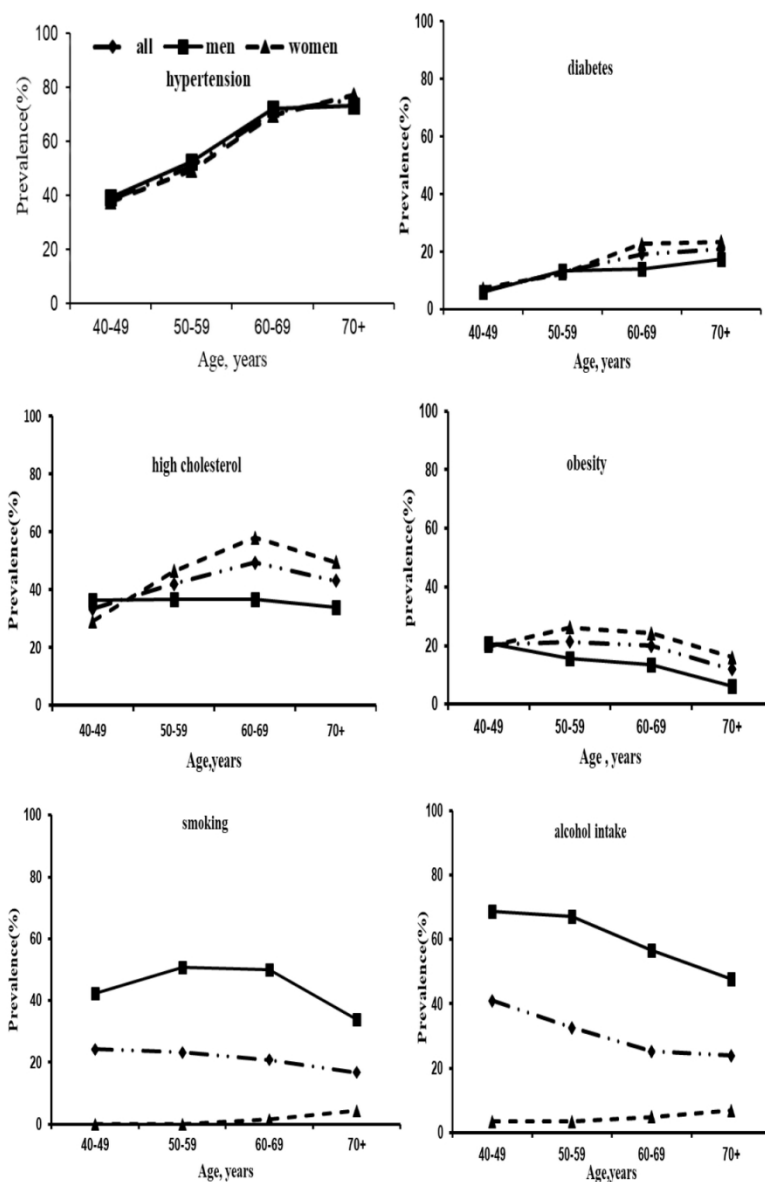 all men women
hypertension
Prevalence(%)
100
80
60
40
20
0
40-49 50-59 60-69 70+
Age, years
diabetes
Prevalence(%)
100
80
60
40
20
0
40-49 50-59 60-69 70+
Age, years
high cholesterol
Prevalence(%)
100
80
60
40
20
0
40-49 50-59 60-69 70+
Age,years
obesity
prevalence(%)
100
80
60
40
20
0
40-49 50-59 60-69 70+
Age , years
smoking
Prevalence(%)
100
80
60
40
20
0
40-49 50-59 60-69 70+
Age, years
alcohol intake
Prevalence(%)
100
80
60
40
20
0
40-49 50-59 60-69 70+
Age,years